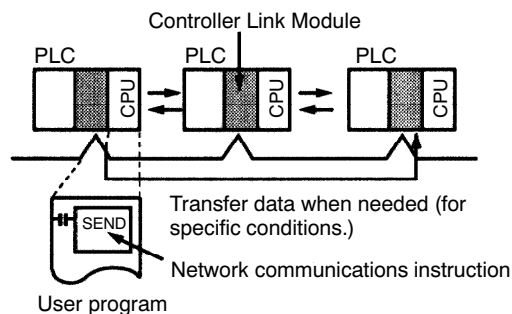 Controller Link Module
PLC
PLC
PLC
CPU
CPU
CPU
Transfer data when needed (for
specific conditions.)
SEND
Network communications instruction
User program